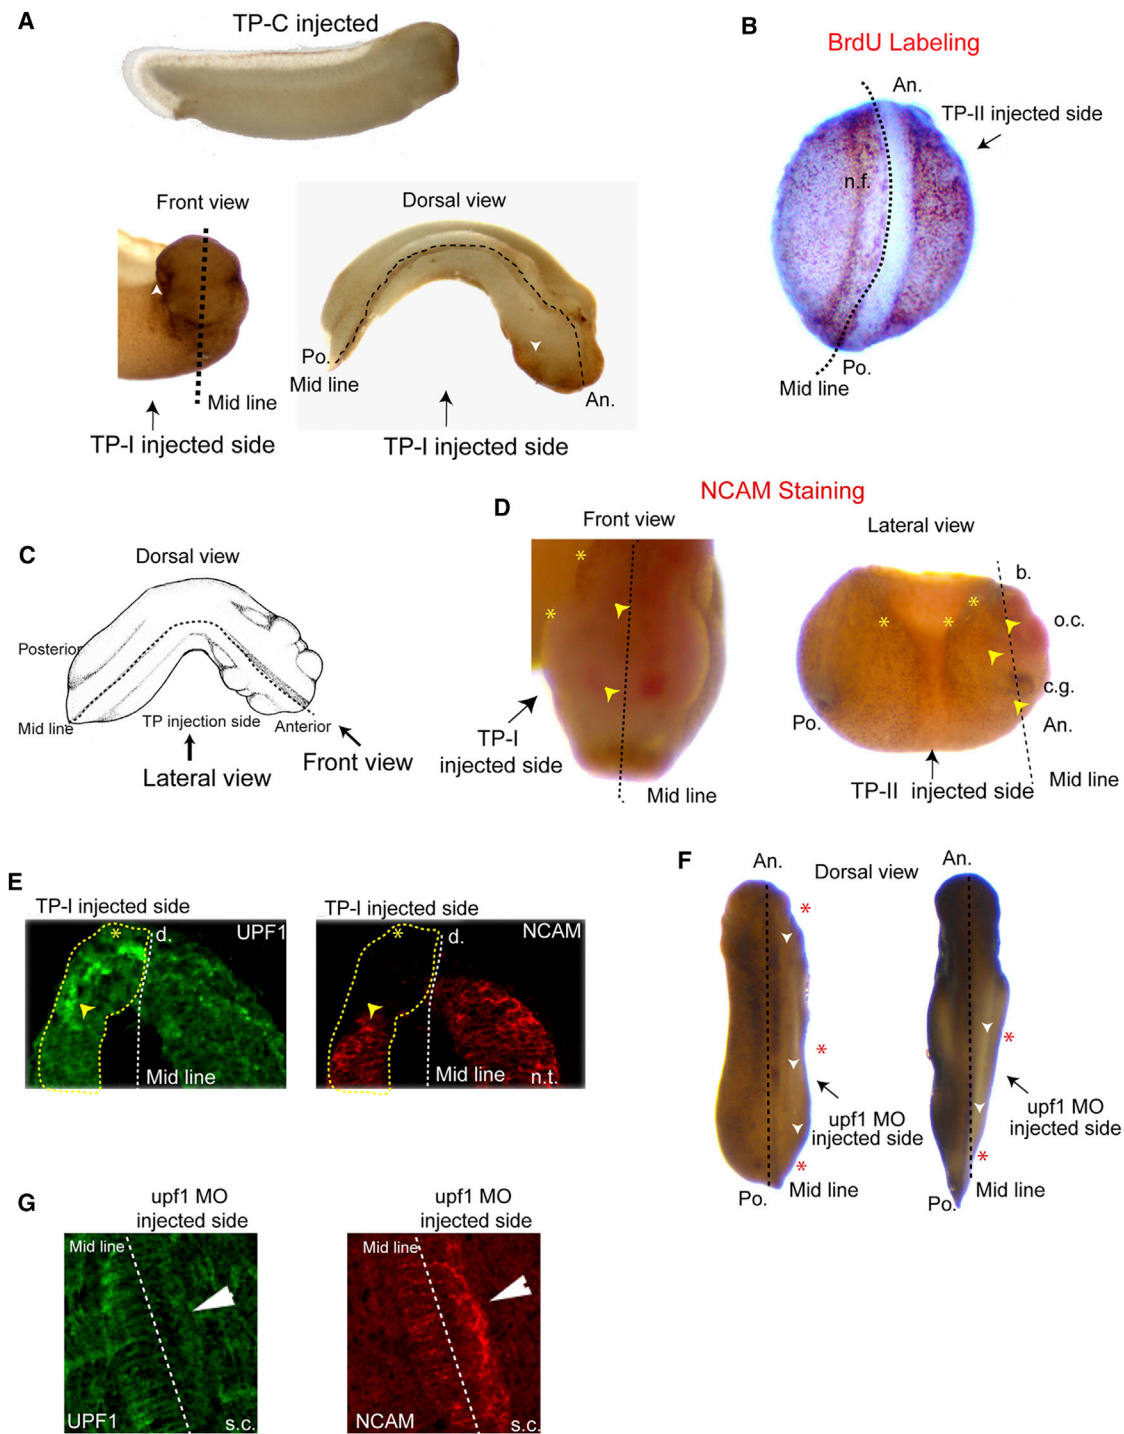 A
TP-C injected
Front view
Mid line
TP-I injected side
Dorsal view
Po.
Mid line
An.
TP-I injected side
B
BrdU Labeling
An.
TP-II injected side
n.f.
Po.
Mid line
C
Dorsal view
Posterior
Mid line
TP injection side
Anterior
Lateral view
Front view
NCAM Staining
D
Front view
*
*
TP-I
injected side
Mid line
Lateral view
b.
o.c.
*
*
*
c.g.
An.
Po.
TP-II injected side
Mid line
E
TP-I injected side
UPF1
*
d.
Mid line
TP-I injected side
NCAM
*
d.
Mid line
n.t.
F
Dorsal view
An.
*
*
upf1 MO
injected side
*
Po.
Mid line
An.
*
upf1 MO
injected side
*
Po.
Mid line
G
upf1 MO
injected side
Mid line
UPF1
s.c.
upf1 MO
injected side
Mid line
NCAM
s.c.